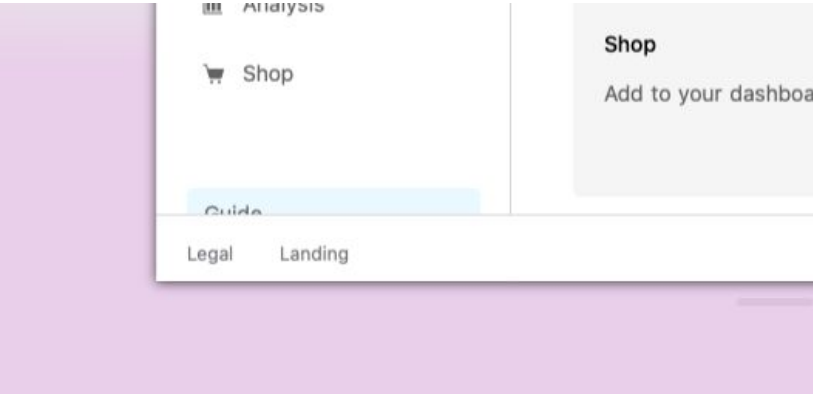 Analysis
Shop
Guide
Legal Landing
Shop
Add to your dashboa